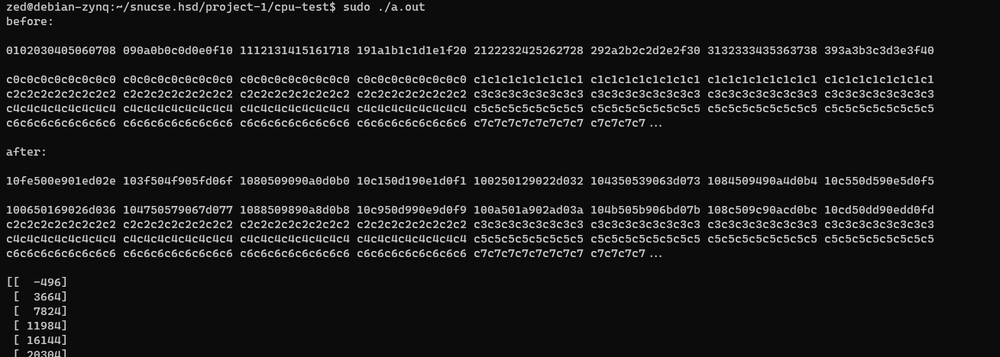 zed@debian-zynq:~/snucse.hsd/project-1/cpu-test$ sudo ./a.out
before:
0102030405060708 090a0b0c0d0e0f10 1112131415161718 191a1b1c1d1e1f20 2122232425262728 292a2b2c2d2e2f30 3132333435363738 393a3b3c3d3e3f40
c0c0c0c0c0c0c0c0 c0c0c0c0c0c0c0c0 c0c0c0c0c0c0c0c0 c0c0c0c0c0c0c0c0 c1c1c1c1c1c1c1c1 c1c1c1c1c1c1c1c1 c1c1c1c1c1c1c1c1 c1c1c1c1c1c1c1c1
c2c2c2c2c2c2c2c2 c2c2c2c2c2c2c2c2 c2c2c2c2c2c2c2c2 c2c2c2c2c2c2c2c2 c3c3c3c3c3c3c3c3 c3c3c3c3c3c3c3c3 c3c3c3c3c3c3c3c3 c3c3c3c3c3c3c3c3
c4c4c4c4c4c4c4c4 c4c4c4c4c4c4c4c4 c4c4c4c4c4c4c4c4 c4c4c4c4c4c4c4c4 c5c5c5c5c5c5c5c5 c5c5c5c5c5c5c5c5 c5c5c5c5c5c5c5c5 c5c5c5c5c5c5c5c5
c6c6c6c6c6c6c6c6 c6c6c6c6c6c6c6c6 c6c6c6c6c6c6c6c6 c6c6c6c6c6c6c6c6 c7c7c7c7c7c7c7c7 c7c7c7c7...
after:
10fe500e901ed02e 103f504f905fd06f 1080509090a0d0b0 10c150d190e1d0f1 100250129022d032 104350539063d073 1084509490a4d0b4 10c550d590e5d0f5
100650169026d036 104750579067d077 1088509890a8d0b8 10c950d990e9d0f9 100a501a902ad03a 104b505b906bd07b 108c509c90acd0bc 10cd50dd90edd0fd
c2c2c2c2c2c2c2c2 c2c2c2c2c2c2c2c2 c2c2c2c2c2c2c2c2 c2c2c2c2c2c2c2c2 c3c3c3c3c3c3c3c3 c3c3c3c3c3c3c3c3 c3c3c3c3c3c3c3c3 c3c3c3c3c3c3c3c3
c4c4c4c4c4c4c4c4 c4c4c4c4c4c4c4c4 c4c4c4c4c4c4c4c4 c4c4c4c4c4c4c4c4 c5c5c5c5c5c5c5c5 c5c5c5c5c5c5c5c5 c5c5c5c5c5c5c5c5 c5c5c5c5c5c5c5c5
c6c6c6c6c6c6c6c6 c6c6c6c6c6c6c6c6 c6c6c6c6c6c6c6c6 c6c6c6c6c6c6c6c6 c7c7c7c7c7c7c7c7 c7c7c7c7...
[[  -496]
 [  3664]
 [  7824]
 [ 11984]
 [ 16144]
 [ 20304]